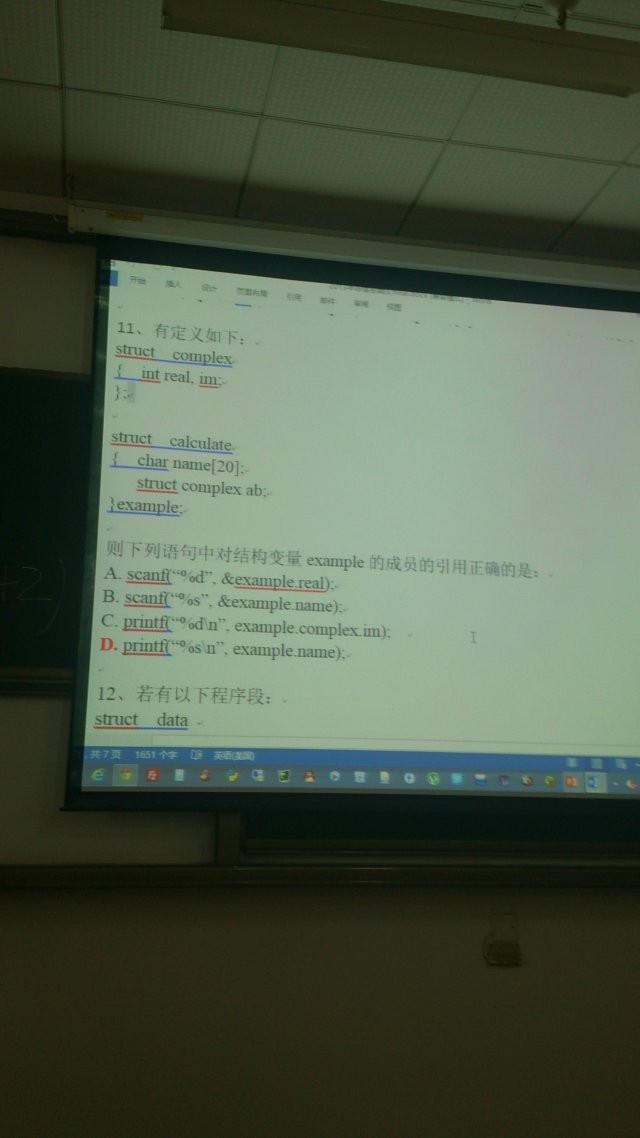 开始 插入 设计 页面布局 引用 邮件 审阅 视图
11、有定义如下：
struct complex
{ int real, im;
};
struct calculate
{ char name[20];
struct complex ab;
}example;
则下列语句中对结构变量 example 的成员的引用正确的是：
A. scanf(“%d”, &example.real);
B. scanf(“%s”, &example.name);
C. printf(“%d\n”, example.complex.im);
D. printf(“%s\n”, example.name);
12、若有以下程序段：
struct data
共 7 页 1651 个字 英语(美国)
+2)